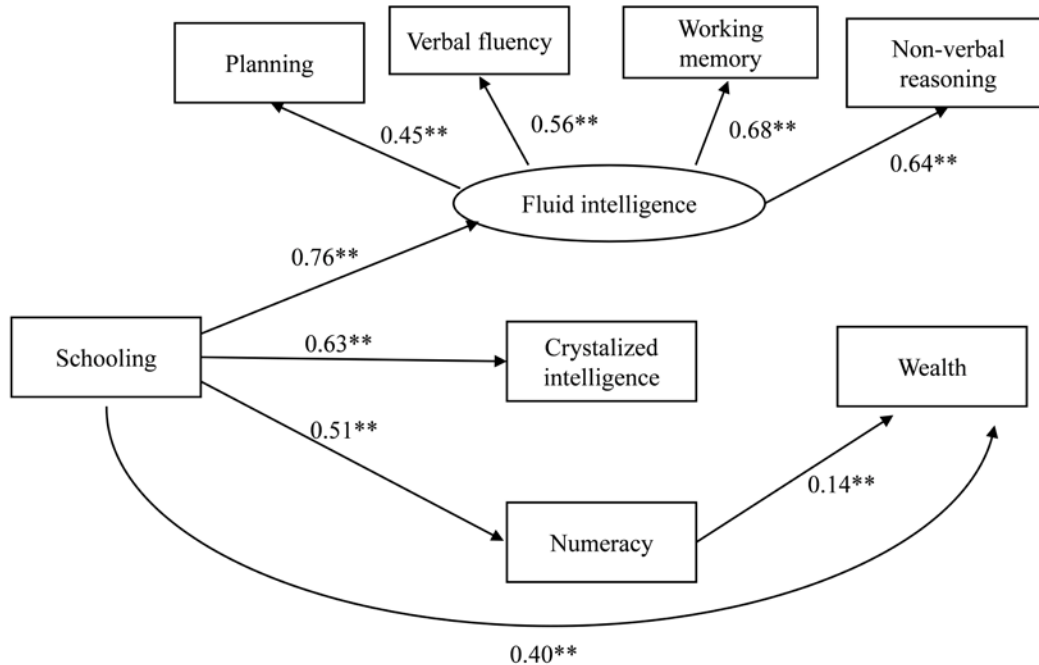 Planning
Verbal fluency
Working
memory
Non-verbal
reasoning
0.45**
0.56**
0.68**
0.64**
Fluid intelligence
0.76**
Schooling
0.63**
Crystalized
intelligence
Wealth
0.51**
0.14**
Numeracy
0.40**